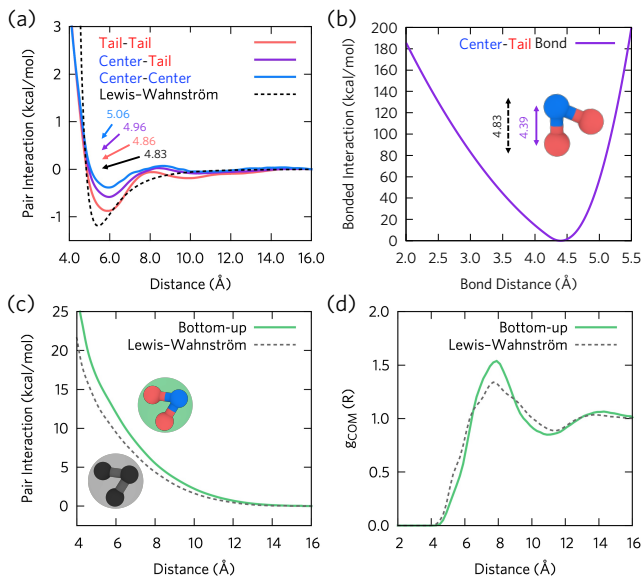 (a)
Pair Interaction (kcal/mol)
3
2
1
0
-1
Tail-Tail
Center-Tail
Center-Center
Lewis–Wahnström
5.06
4.96
4.86
4.83
4.0 6.0 8.0 10.0 12.0 14.0 16.0
Distance (Å)
(b)
Bonded Interaction (kcal/mol)
200
180
160
140
120
100
80
60
40
20
0
Center-Tail Bond
4.83
4.39
2.0 2.5 3.0 3.5 4.0 4.5 5.0 5.5
Bond Distance (Å)
(c)
Pair Interaction (kcal/mol)
25
20
15
10
5
0
Bottom-up
Lewis–Wahnström
4 6 8 10 12 14 16
Distance (Å)
(d)
gCOM (R)
2.0
1.5
1.0
0.5
0.0
Bottom-up
Lewis–Wahnström
2 4 6 8 10 12 14 16
Distance (Å)